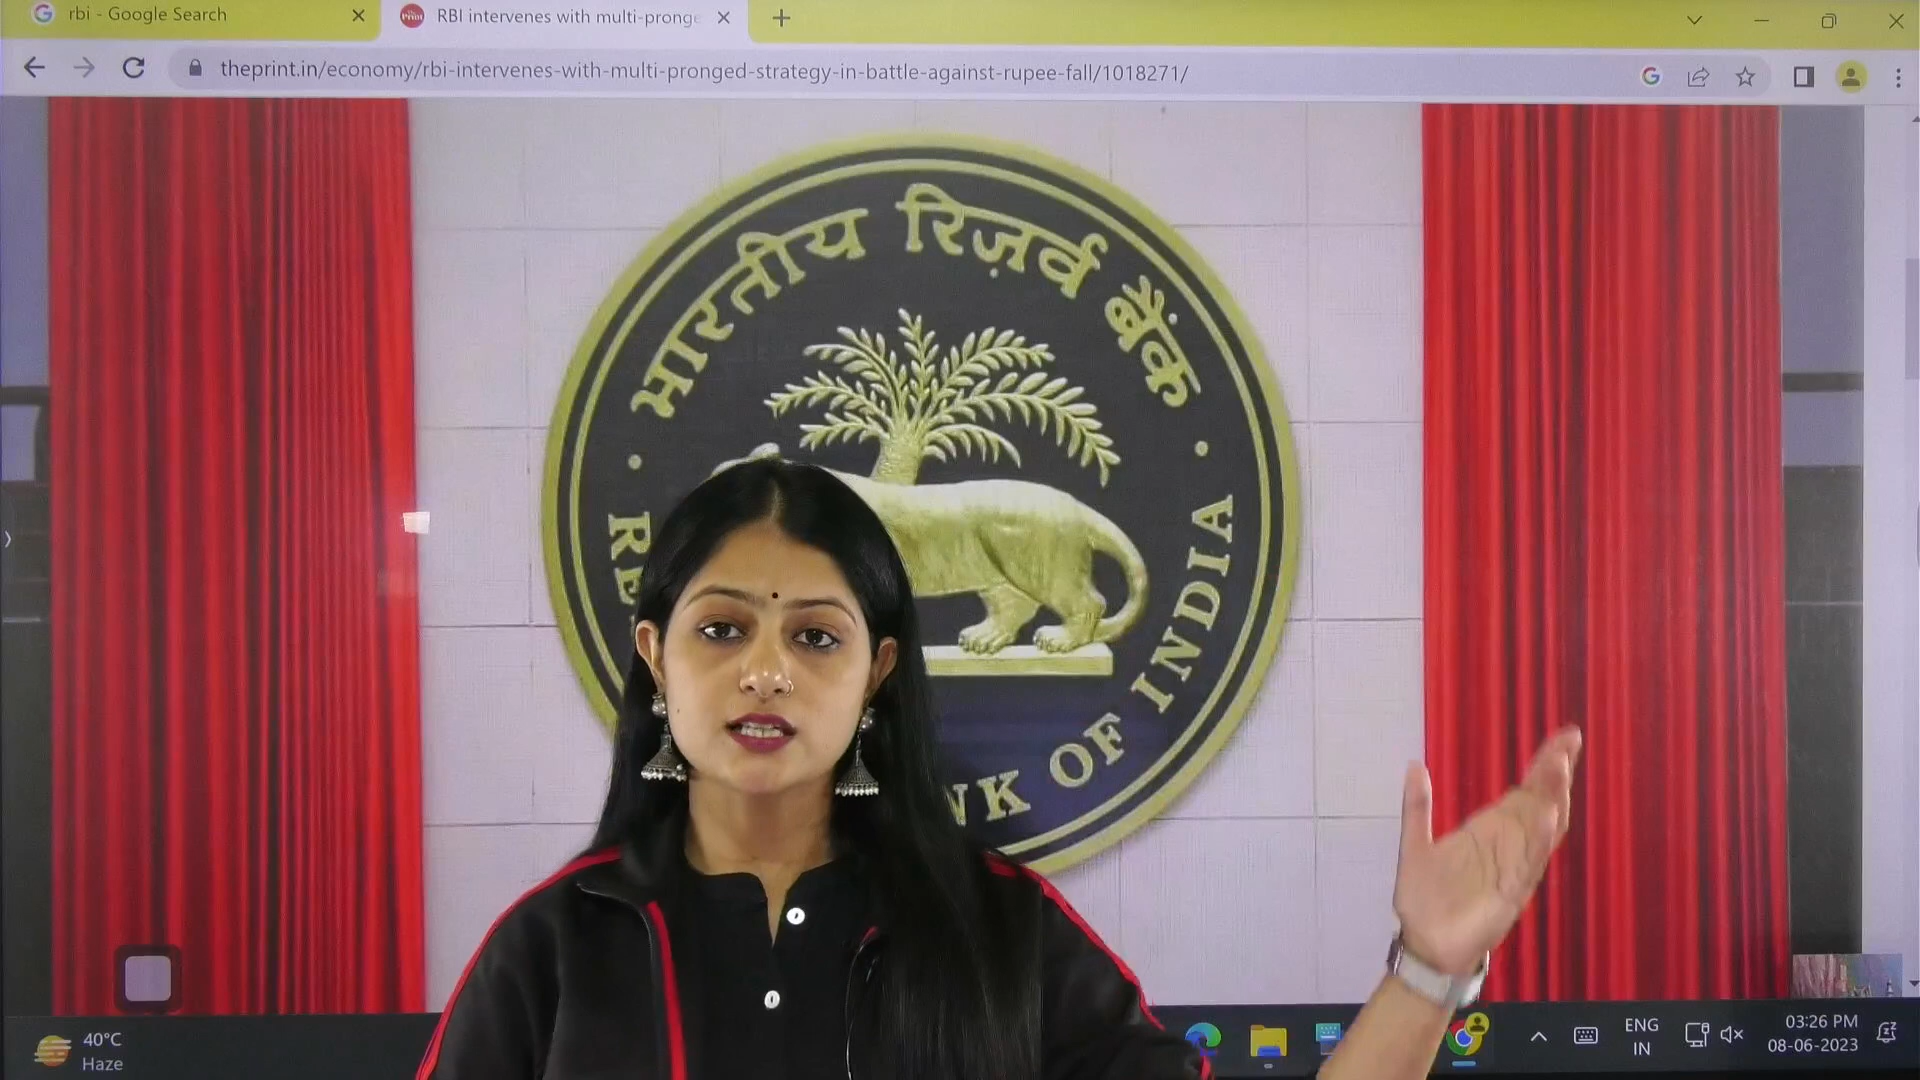 rbi - Google Search
RBI intervenes with multi-pronge
theprint.in/economy/rbi-intervenes-with-multi-pronged-strategy-in-battle-against-rupee-fall/1018271/
भारतीय रिज़र्व बैंक
RE
NK OF INDIA
40°C
Haze
ENG
IN
03:26 PM
08-06-2023